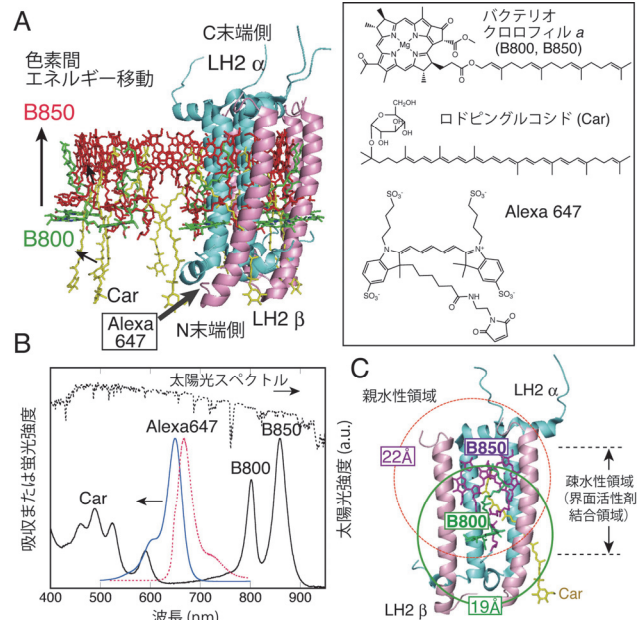 A
C末端側
LH2 α
色素間
エネルギー移動
B850
B800
Car
Alexa
647
N末端側
LH2 β
バクテリオ
クロロフィル a
(B800, B850)
Mg
ロドピングルコシド (Car)
Alexa 647
B
太陽光スペクトル
Alexa647
B850
B800
Car
吸収または蛍光強度
太陽光強度 (a.u.)
400 500 600 700 800 900
波長 (nm)
C
LH2 α
親水性領域
B850
22Å
疎水性領域
(界面活性剤
結合領域)
B800
Car
LH2 β
19Å